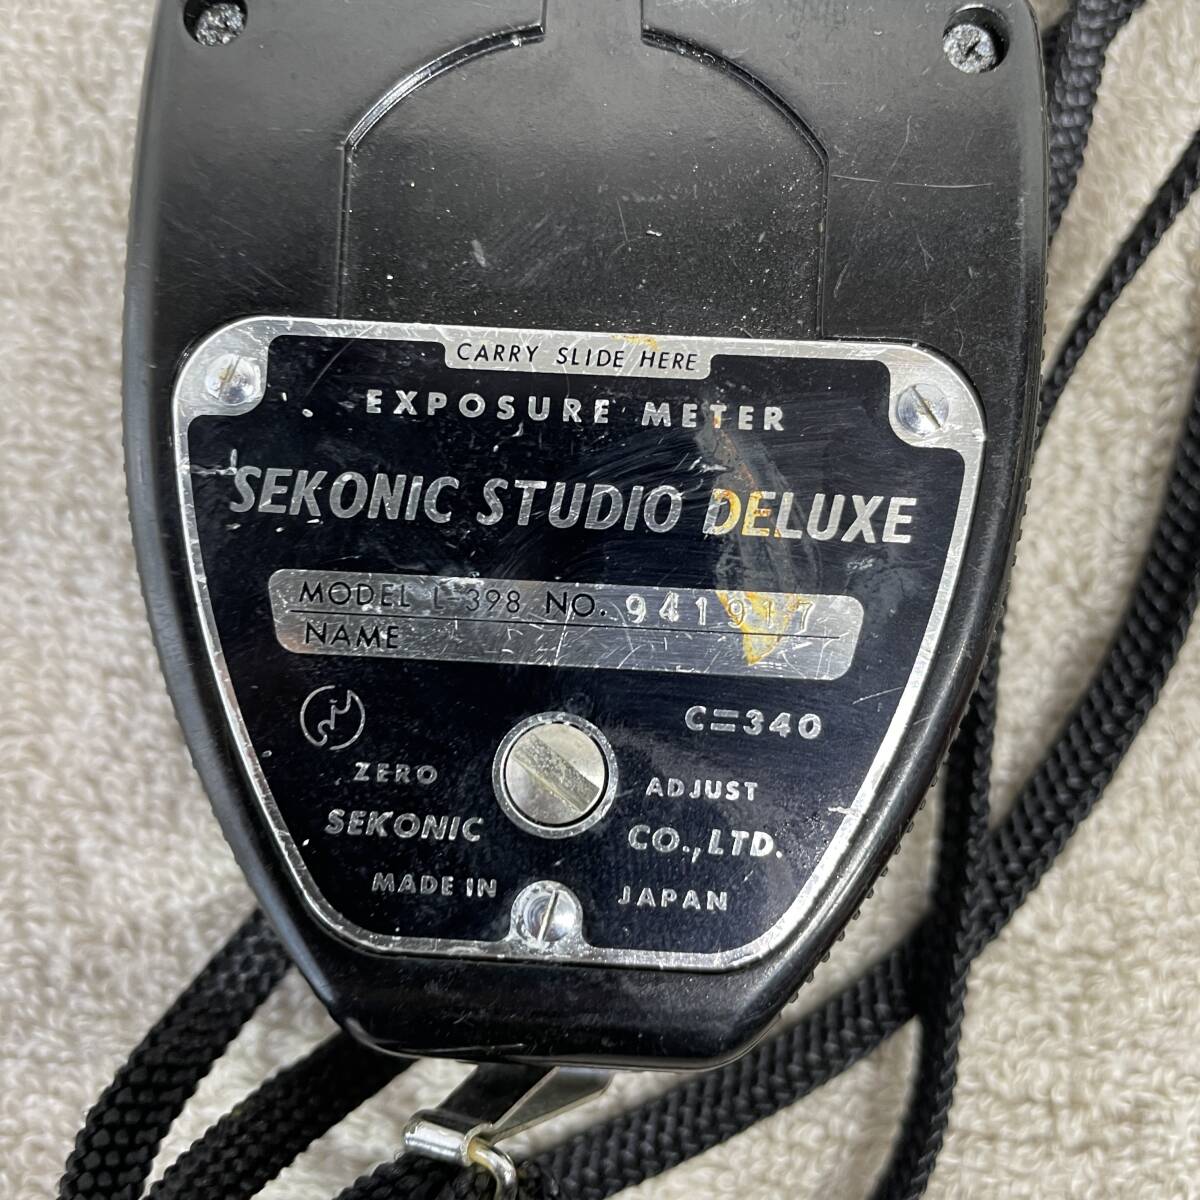 CARRY SLIDE HERE
EXPOSURE METER
SEKONIC STUDIO DELUXE
MODEL L-398 NO. 941917
NAME
C=340
ZERO ADJUST
SEKONIC CO., LTD.
MADE IN JAPAN